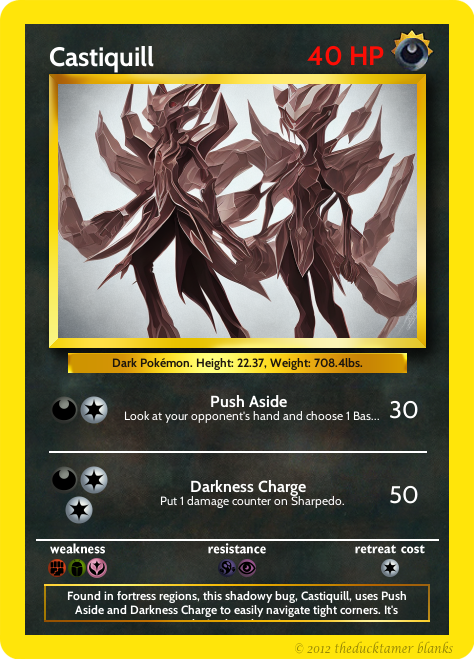 Castiquill
40 HP
Dark Pokémon. Height: 22.37, Weight: 708.4lbs.
Push Aside
Look at your opponent's hand and choose 1 Bas...
30
Darkness Charge
Put 1 damage counter on Sharpedo.
50
weakness
resistance
retreat cost
Found in fortress regions, this shadowy bug, Castiquill, uses Push
Aside and Darkness Charge to easily navigate tight corners. It's
© 2012 theducktamer blanks